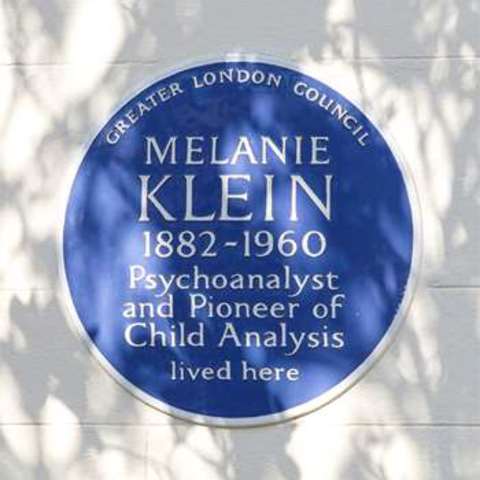 GREATER LONDON COUNCIL
MELANIE
KLEIN
1882-1960
Psychoanalyst
and Pioneer of
Child Analysis
lived here